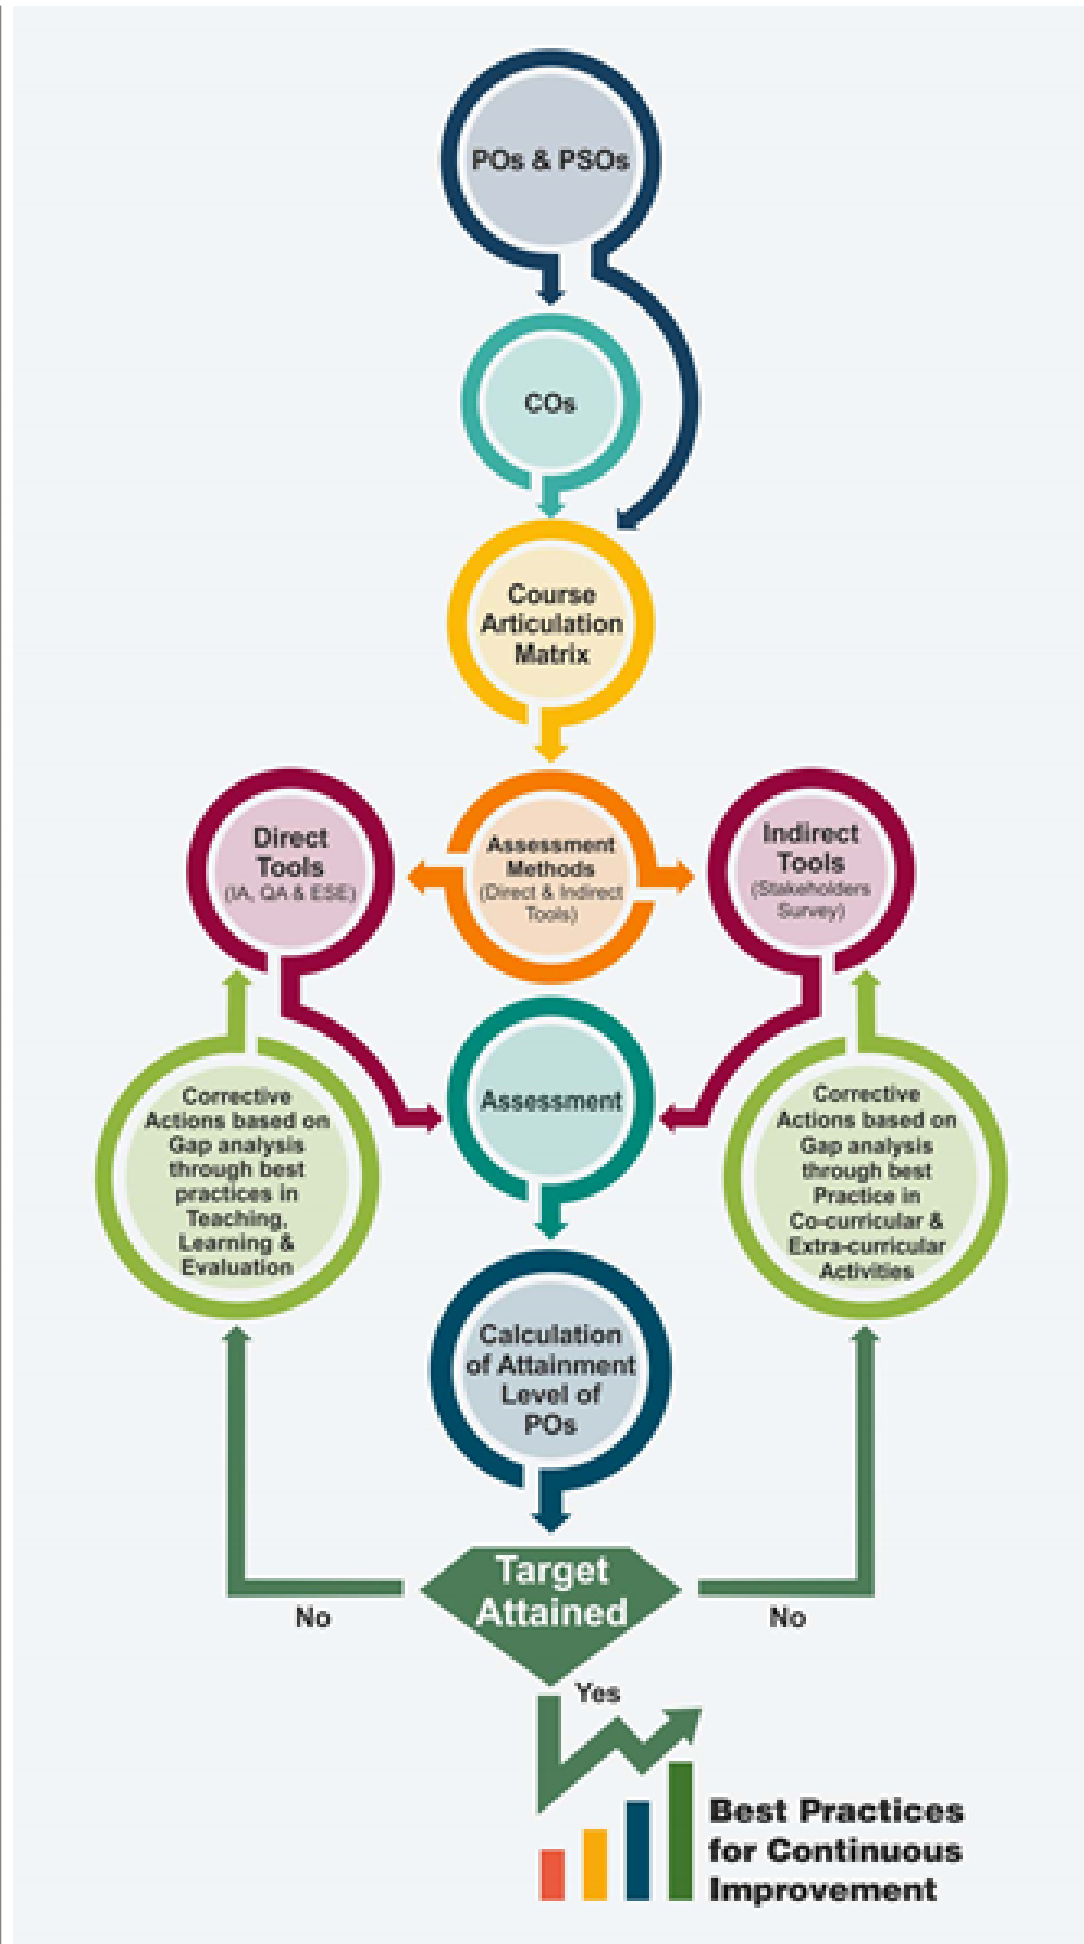 POs & PSOs
COs
Course
Articulation
Matrix
Direct
Tools
(IA, QA & ESE)
Assessment
Methods
(Direct & Indirect
Tools)
Indirect
Tools
(Stakeholders
Survey)
Assessment
Corrective
Actions based on
Gap analysis
through best
practices in
Teaching,
Learning &
Evaluation
Corrective
Actions based on
Gap analysis
through best
Practice in
Co-curricular &
Extra-curricular
Activities
Calculation
of Attainment
Level of
POs
Target
Attained
No
No
Yes
Best Practices
for Continuous
Improvement